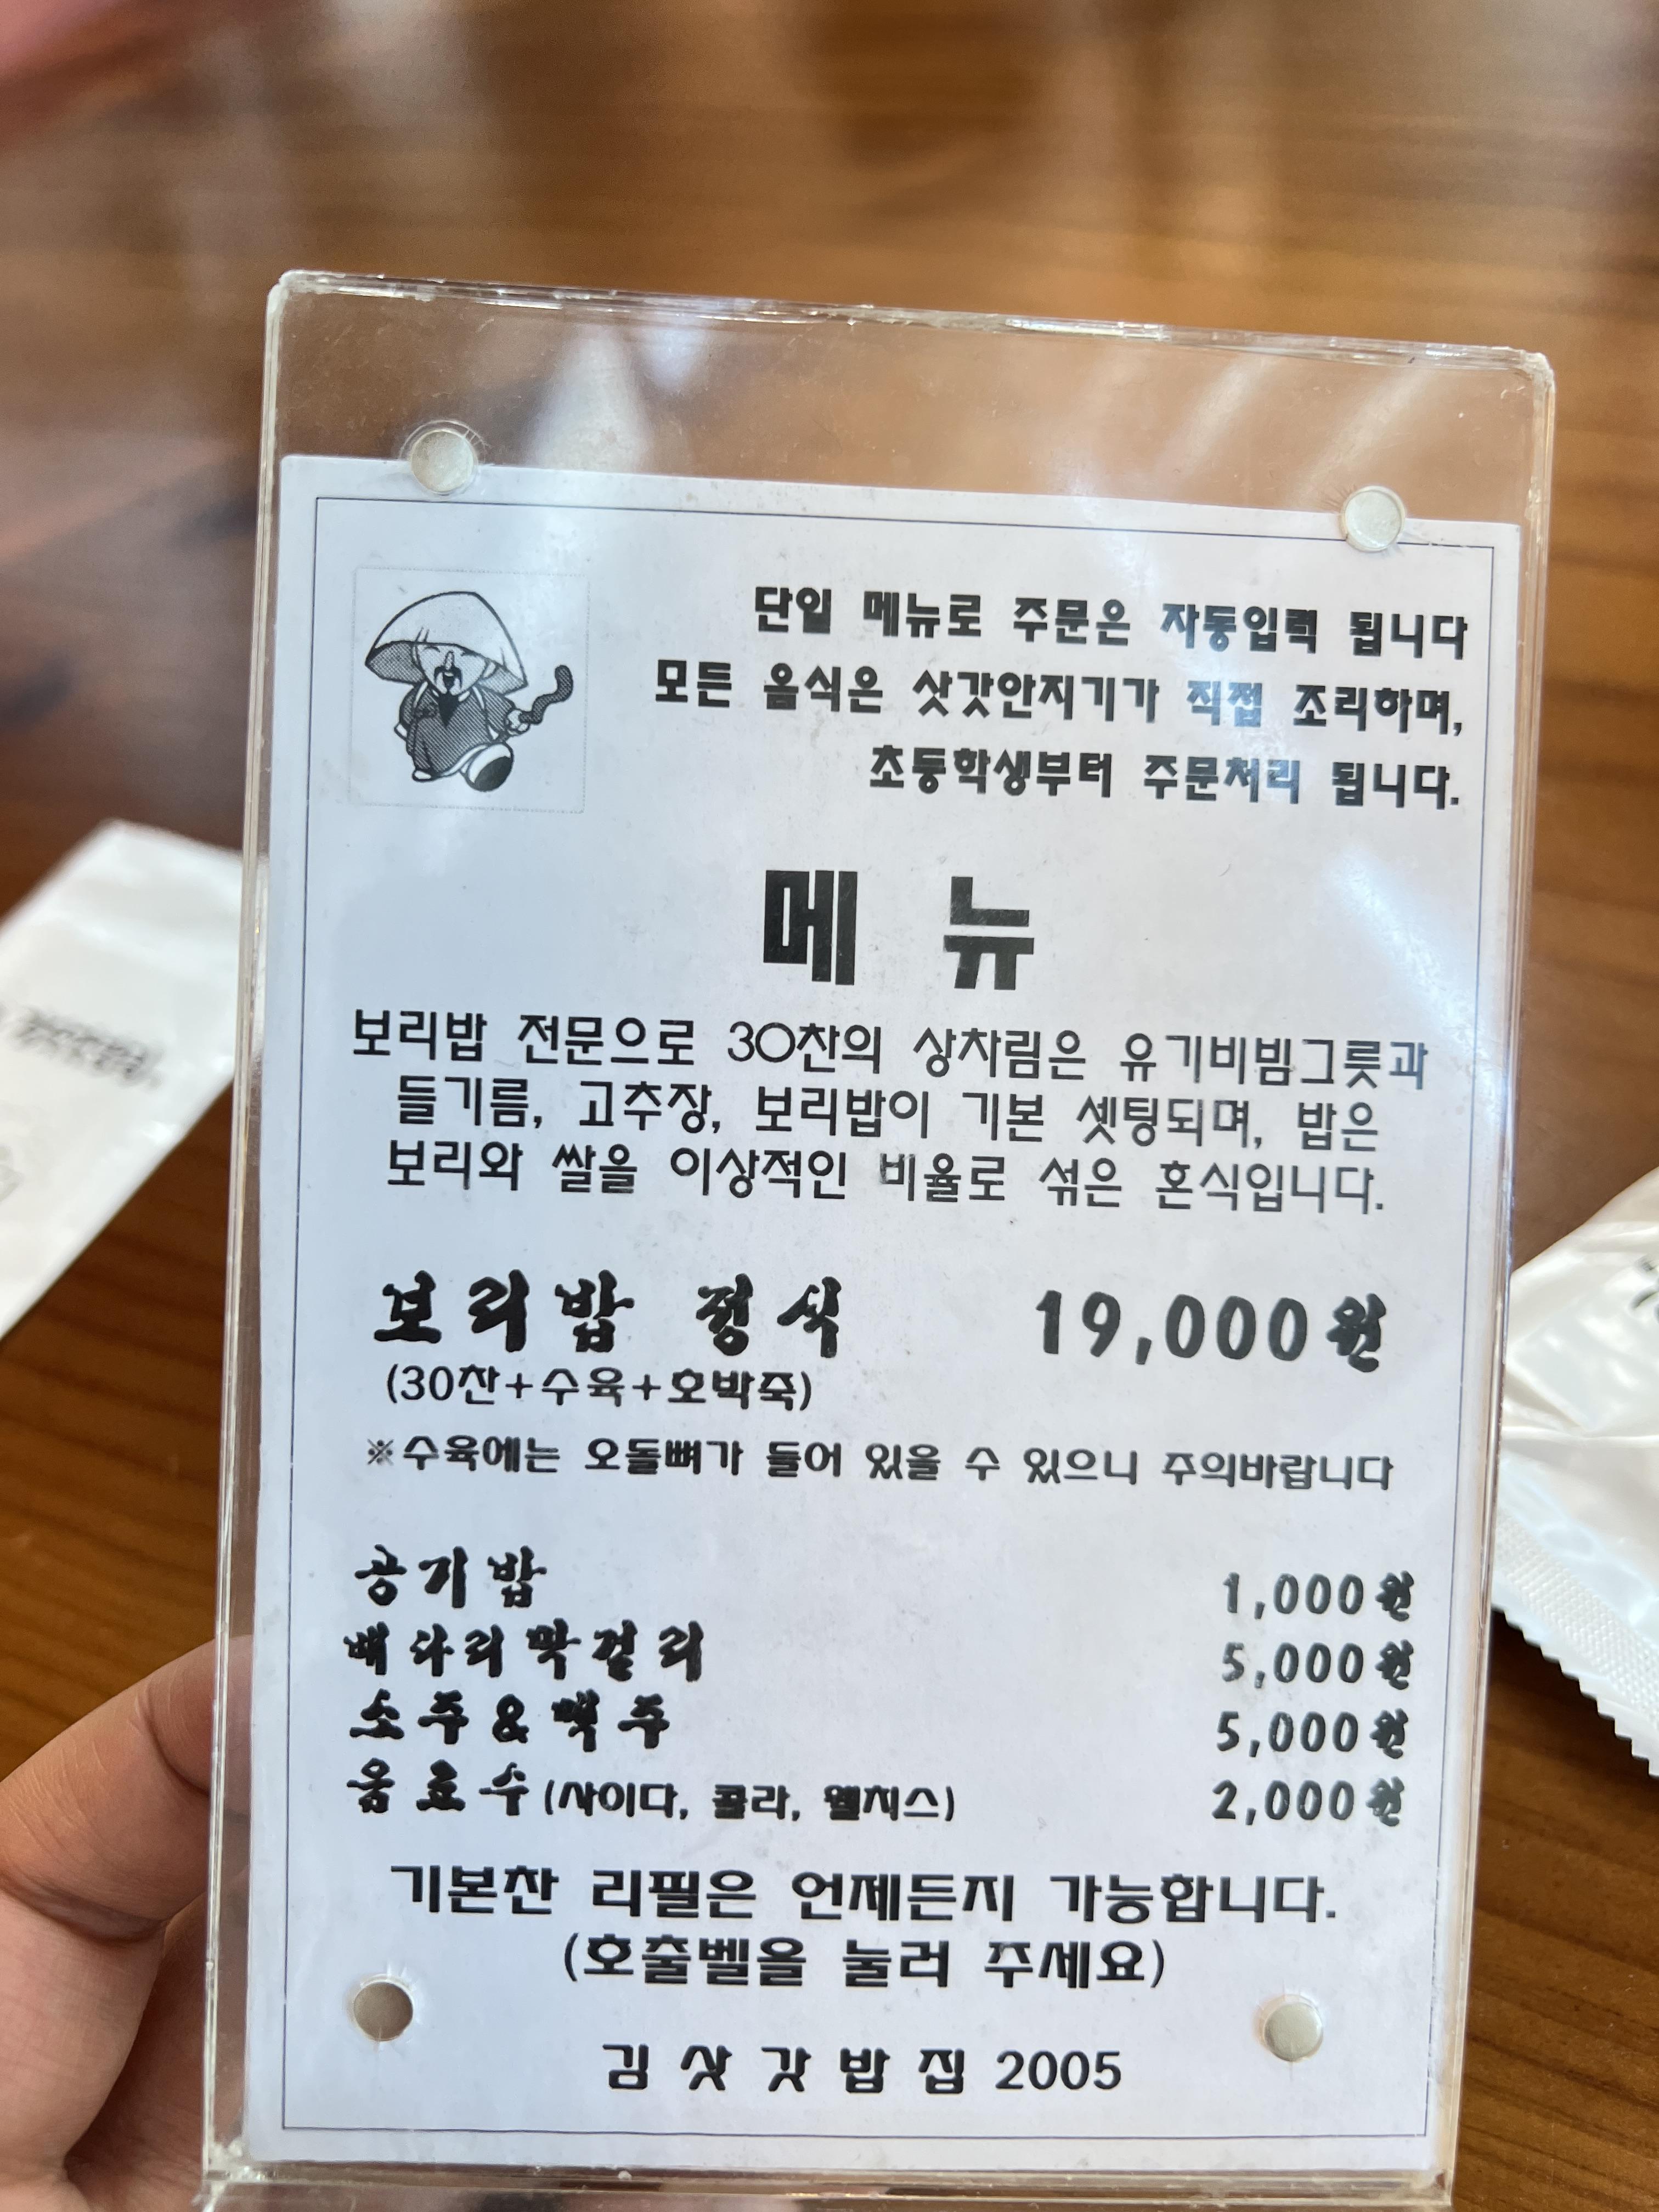 단일 메뉴로 주문은 자동입력 됩니다
모든 음식은 삿갓안지기가 직접 조리하며,
초등학생부터 주문처리 됩니다.
메 뉴
보리밥 전문으로 30찬의 상차림은 유기비빔그릇과
들기름, 고추장, 보리밥이 기본 셋팅되며, 밥은
보리와 쌀을 이상적인 비율로 섞은 혼식입니다.
보리밥 정식 19,000원
(30찬+수육+호박죽)
※수육에는 오돌뼈가 들어 있을 수 있으니 주의바랍니다
공기밥 1,000원
배다리막걸리 5,000원
소주&맥주 5,000원
음료수(사이다, 콜라, 웰치스) 2,000원
기본찬 리필은 언제든지 가능합니다.
(호출벨을 눌러 주세요)
김삿갓밥집 2005